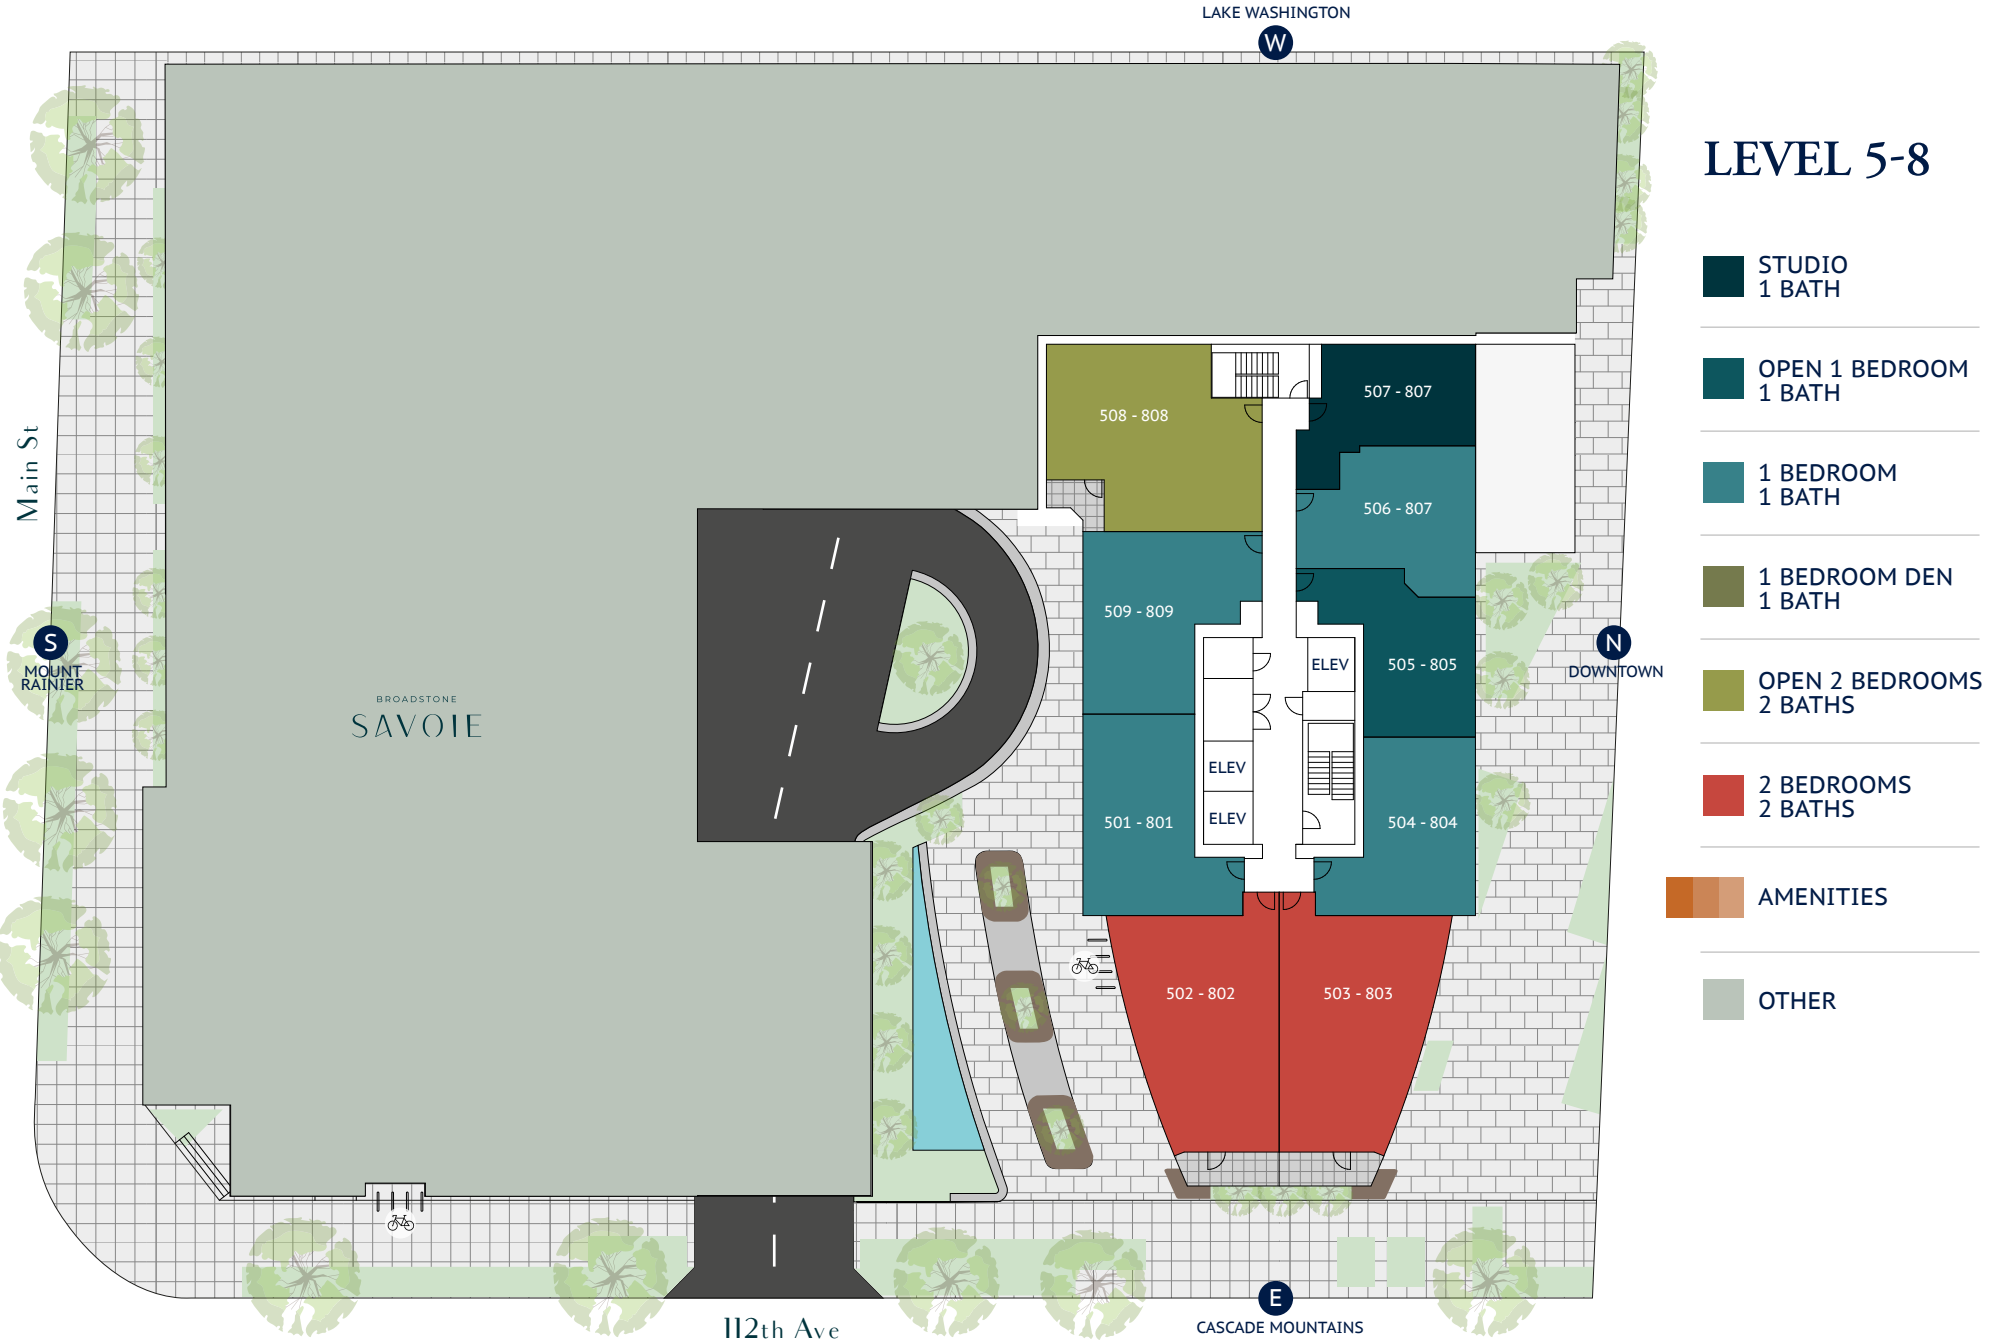 LAKE WASHINGTON
W
LEVEL 5-8
STUDIO
1 BATH
OPEN 1 BEDROOM
1 BATH
1 BEDROOM
1 BATH
1 BEDROOM DEN
1 BATH
OPEN 2 BEDROOMS
2 BATHS
2 BEDROOMS
2 BATHS
AMENITIES
OTHER
507 - 807
508 - 808
506 - 807
509 - 809
505 - 805
ELEV
ELEV
ELEV
501 - 801
504 - 804
502 - 802
503 - 803
Main St
S
MOUNT
RAINIER
N
DOWNTOWN
BROADSTONE
SAVOIE
E
CASCADE MOUNTAINS
112th Ave